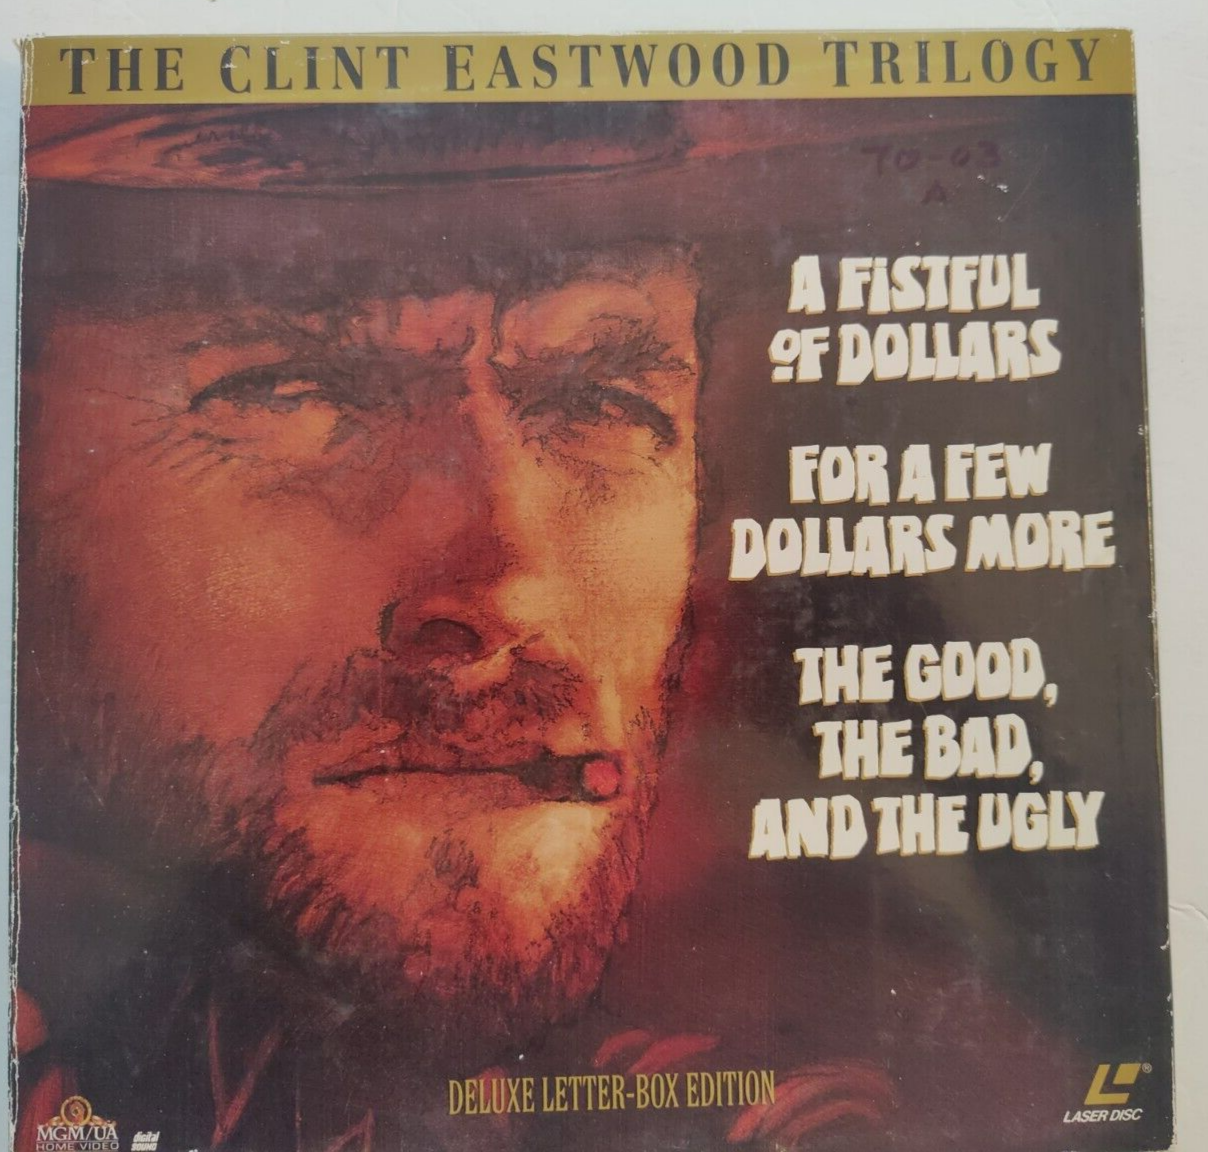 THE CLINT EASTWOOD TRILOGY
70-03
A
A FiSTFUL
OF DOLLARS
FOR A FEW
DOLLARS MORE
THE GOOD,
THE BAD,
AND THE UGLY
DELUXE LETTER-BOX EDITION
MGM/UA
HOME VIDEO
digital
SOUND
®
LASER DISC